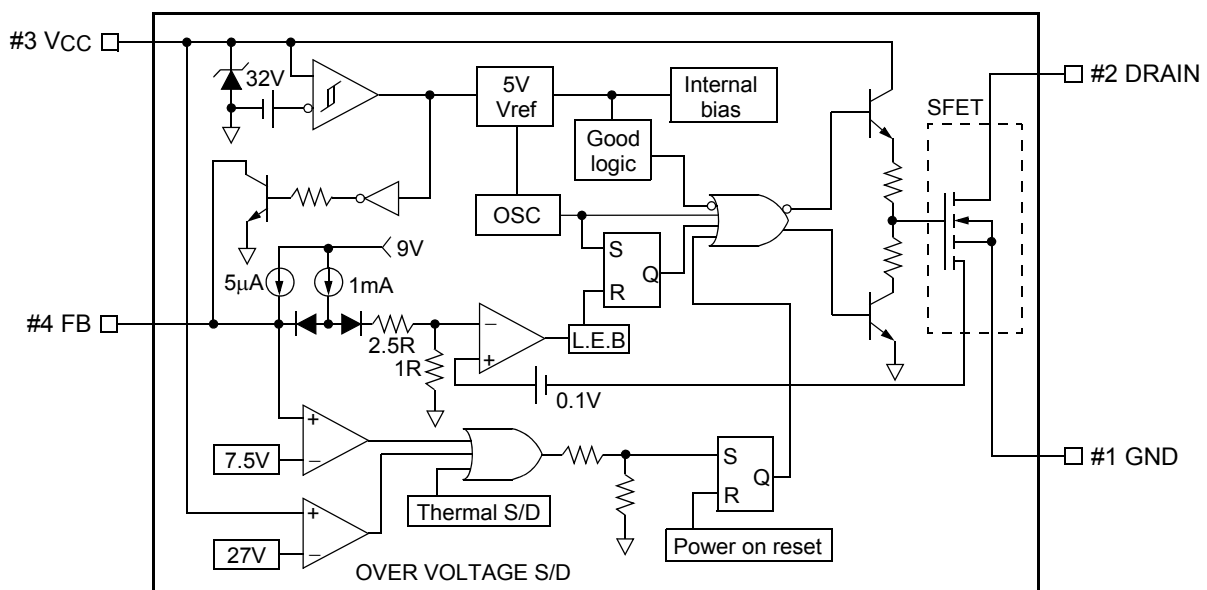 #3 VCC
#2 DRAIN
32V
5V
Vref
Internal
bias
SFET
Good
logic
OSC
9V
5μA
1mA
S
Q
R
#4 FB
2.5R
−
L.E.B
1R
+
0.1V
+
7.5V
−
S
Q
R
#1 GND
Thermal S/D
+
27V
−
Power on reset
OVER VOLTAGE S/D